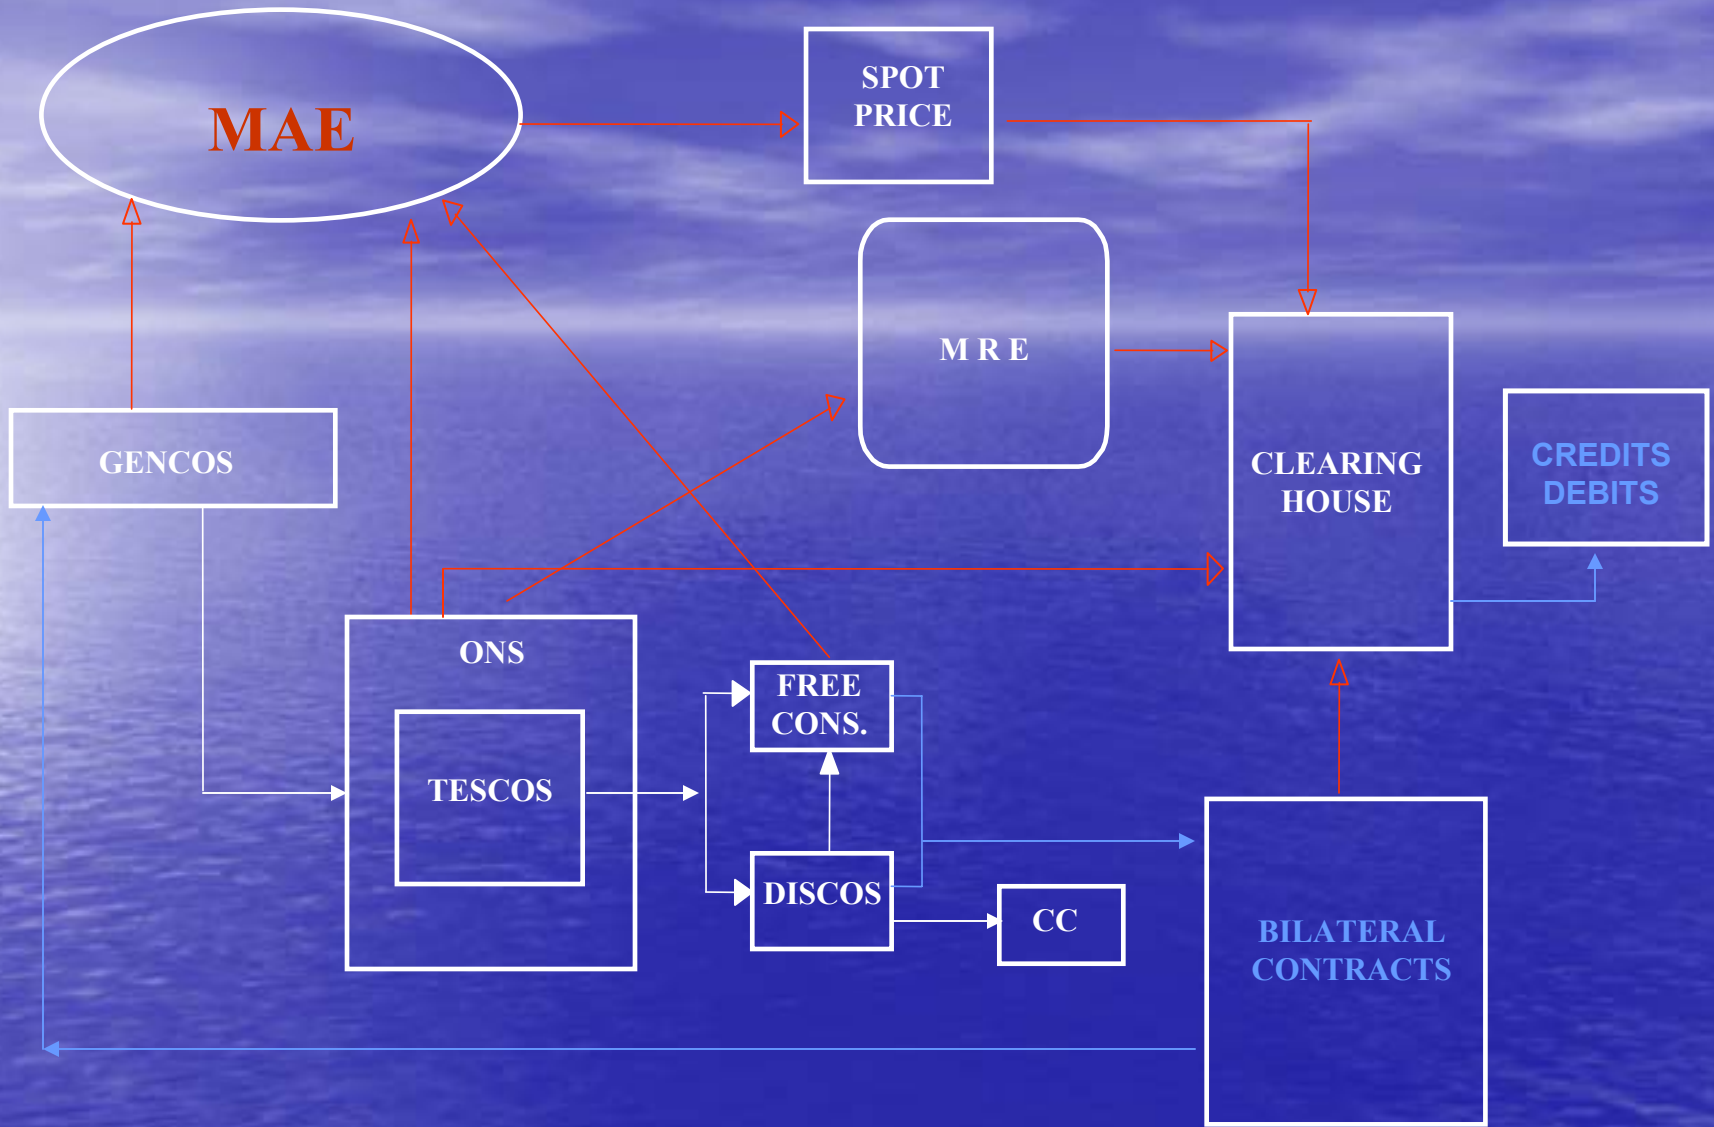 MAE
SPOT
PRICE
M R E
GENCOS
CLEARING
HOUSE
CREDITS
DEBITS
ONS
TESCOS
FREE
CONS.
DISCOS
CC
BILATERAL
CONTRACTS